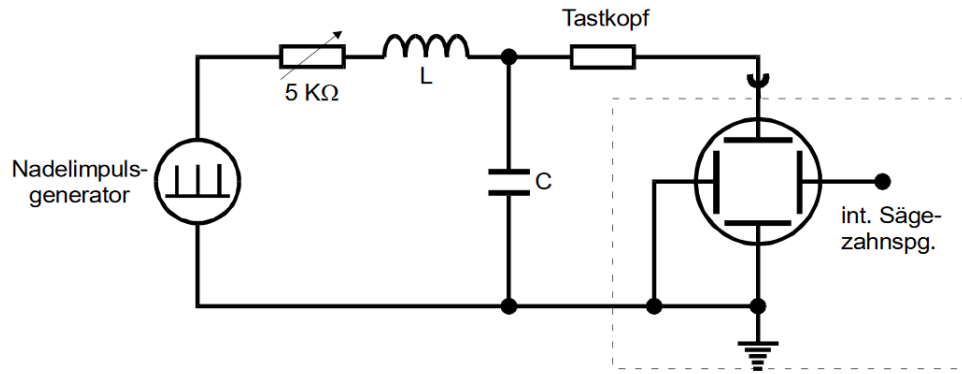 Tastkopf
5 KΩ
L
Nadelimpuls-
generator
C
int. Säge-
zahnspg.